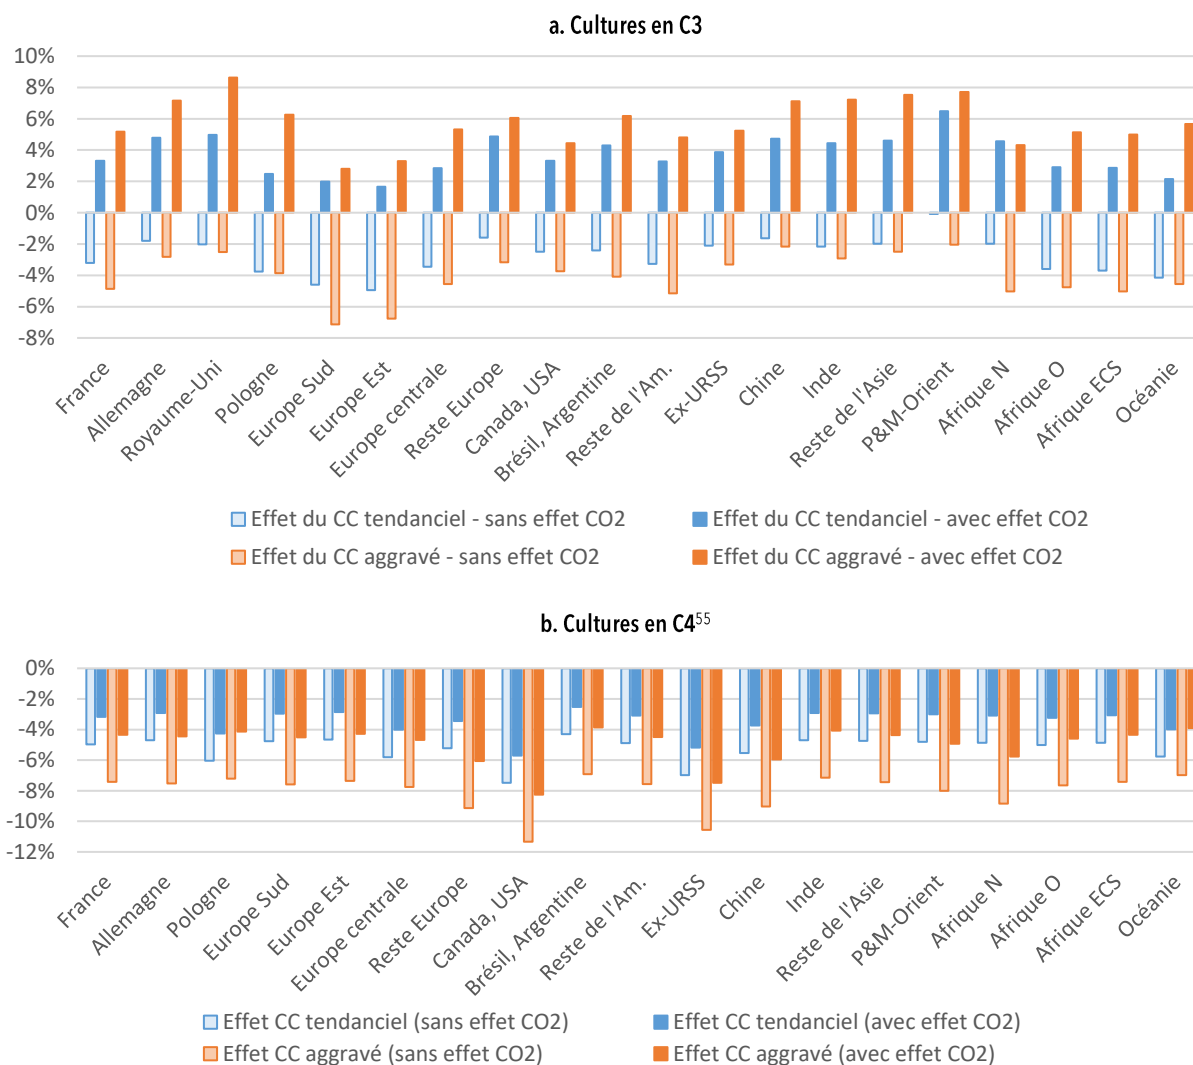 a. Cultures en C3
10%
8%
6%
4%
2%
0%
-2%
-4%
-6%
-8%
France
Allemagne
Royaume-Uni
Pologne
Europe Sud
Europe Est
Europe centrale
Reste Europe
Canada, USA
Brésil, Argentine
Reste de l'Am.
Ex-URSS
Chine
Inde
Reste de l'Asie
P&M-Orient
Afrique N
Afrique O
Afrique ECS
Océanie
Effet du CC tendanciel - sans effet CO2
Effet du CC tendanciel - avec effet CO2
Effet du CC aggravé - sans effet CO2
Effet du CC aggravé - avec effet CO2
b. Cultures en C4⁵⁵
0%
-2%
-4%
-6%
-8%
-10%
-12%
France
Allemagne
Pologne
Europe Sud
Europe Est
Europe centrale
Reste Europe
Canada, USA
Brésil, Argentine
Reste de l'Am.
Ex-URSS
Chine
Inde
Reste de l'Asie
P&M-Orient
Afrique N
Afrique O
Afrique ECS
Océanie
Effet CC tendanciel (sans effet CO2)
Effet CC tendanciel (avec effet CO2)
Effet CC aggravé (sans effet CO2)
Effet CC aggravé (avec effet CO2)